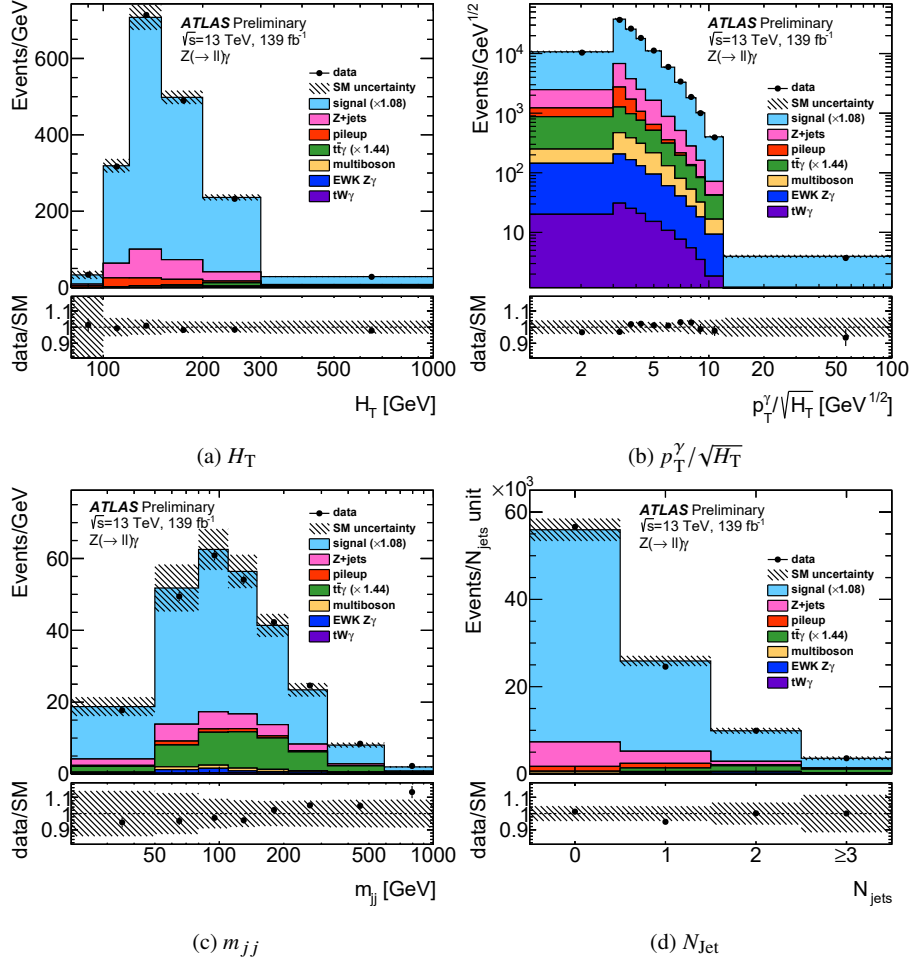 Events/GeV
600
400
200
0
ATLAS Preliminary
√s=13 TeV, 139 fb⁻¹
Z(→ ll)γ
data
SM uncertainty
signal (×1.08)
Z+jets
pileup
tt̄γ (× 1.44)
multiboson
EWK Zγ
tWγ
data/SM
1.1
1
0.9
100 200 300 1000
H_T [GeV]
(a) H_T
Events/GeV^1/2
10⁴
10³
10²
10
ATLAS Preliminary
√s=13 TeV, 139 fb⁻¹
Z(→ ll)γ
data
SM uncertainty
signal (×1.08)
Z+jets
pileup
tt̄γ (× 1.44)
multiboson
EWK Zγ
tWγ
data/SM
1.1
1
0.9
2 5 10 20 50 100
p_T^γ/√H_T [GeV^1/2]
(b) p_T^γ/√H_T
Events/GeV
60
40
20
0
ATLAS Preliminary
√s=13 TeV, 139 fb⁻¹
Z(→ ll)γ
data
SM uncertainty
signal (×1.08)
Z+jets
pileup
tt̄γ (× 1.44)
multiboson
EWK Zγ
tWγ
data/SM
1.1
1
0.9
50 100 200 1000
m_jj [GeV]
(c) m_jj
Events/N_jets unit
×10³
60
40
20
0
ATLAS Preliminary
√s=13 TeV, 139 fb⁻¹
Z(→ ll)γ
data
SM uncertainty
signal (×1.08)
Z+jets
pileup
tt̄γ (× 1.44)
multiboson
EWK Zγ
tWγ
data/SM
1.1
1
0.9
0 1 2 ≥3
N_jets
(d) N_Jet